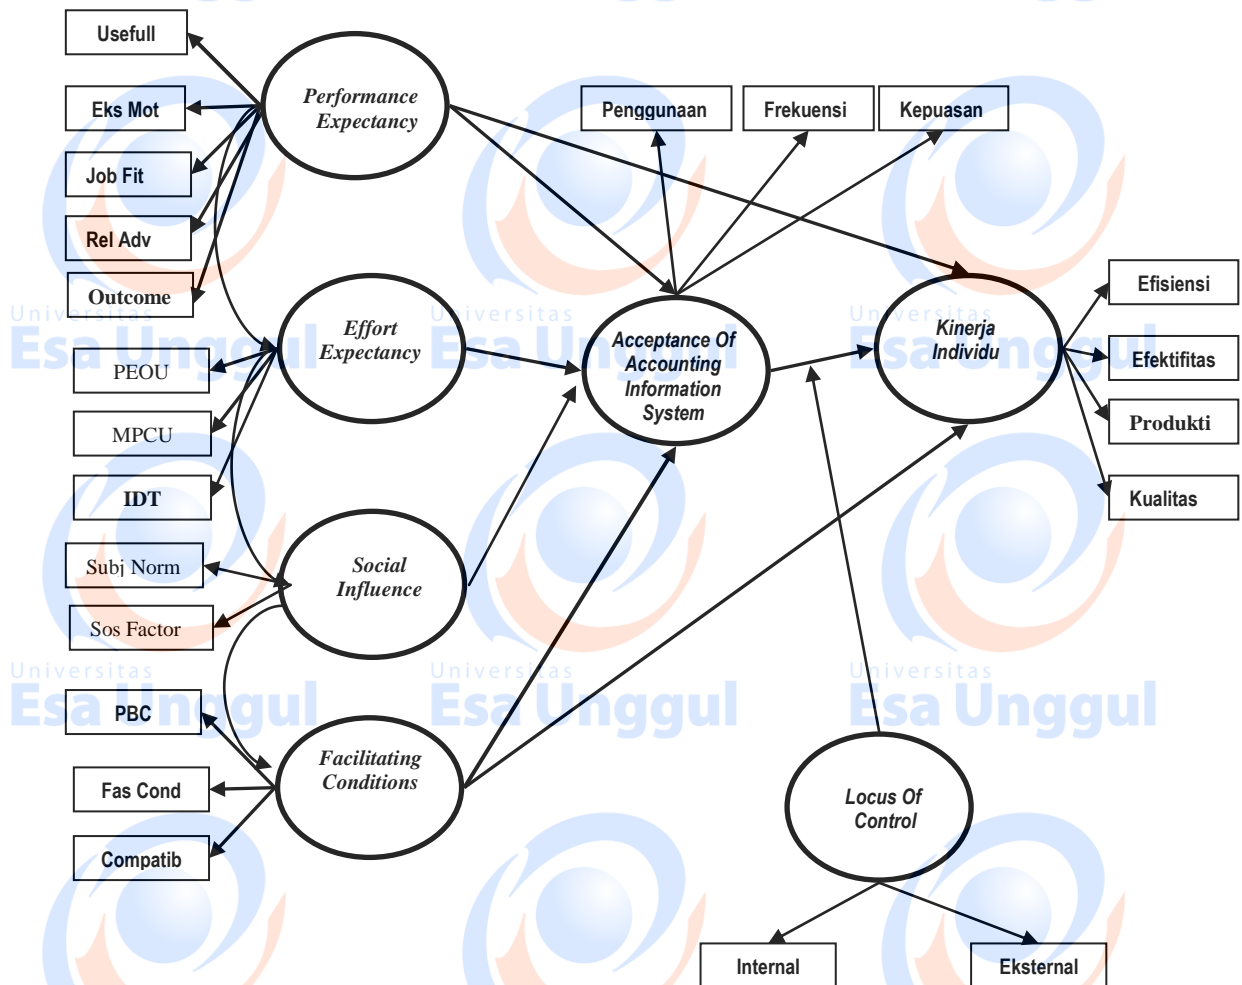 Usefull
Performance
Expectancy
Eks Mot
Penggunaan
Frekuensi
Kepuasan
Job Fit
Rel Adv
Outcome
Efisiensi
Universitas
Esa Unggul
Universitas
Esa Unggul
Universitas
Esa Unggul
Effort
Expectancy
Acceptance Of
Accounting
Information
System
Kinerja
Individu
PEOU
Efektifitas
MPCU
Produkti
IDT
Kualitas
Subj Norm
Social
Influence
Sos Factor
Universitas
Esa Unggul
Universitas
Esa Unggul
Universitas
Esa Unggul
PBC
Facilitating
Conditions
Fas Cond
Locus Of
Control
Compatib
Internal
Eksternal